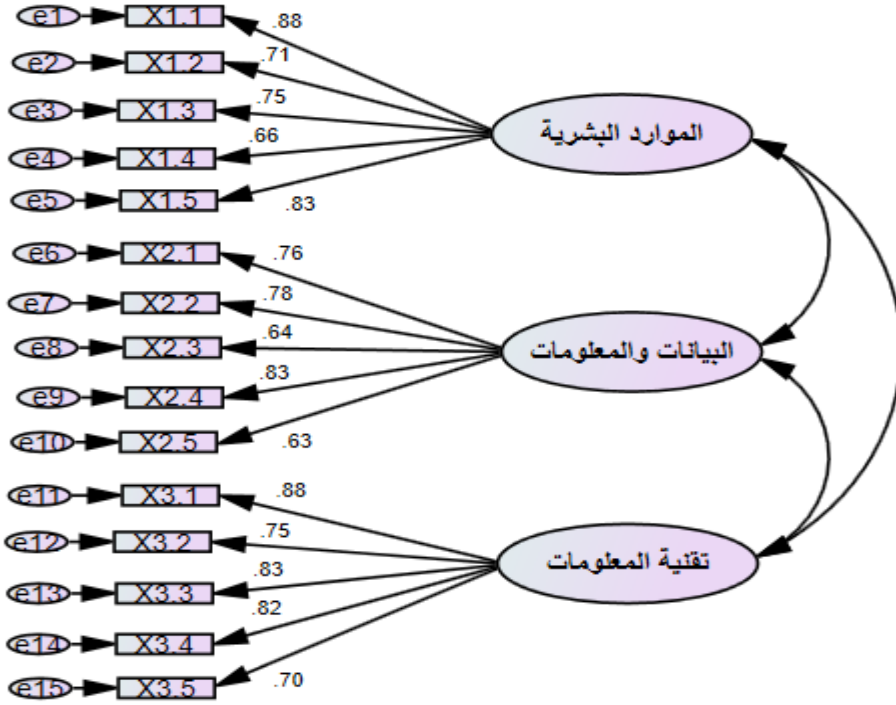 e1 X1.1 .88
e2 X1.2 .71
e3 X1.3 .75
e4 X1.4 .66
e5 X1.5 .83
الموارد البشرية
e6 X2.1 .76
e7 X2.2 .78
e8 X2.3 .64
e9 X2.4 .83
e10 X2.5 .63
البيانات والمعلومات
e11 X3.1 .88
e12 X3.2 .75
e13 X3.3 .83
e14 X3.4 .82
e15 X3.5 .70
تقنية المعلومات